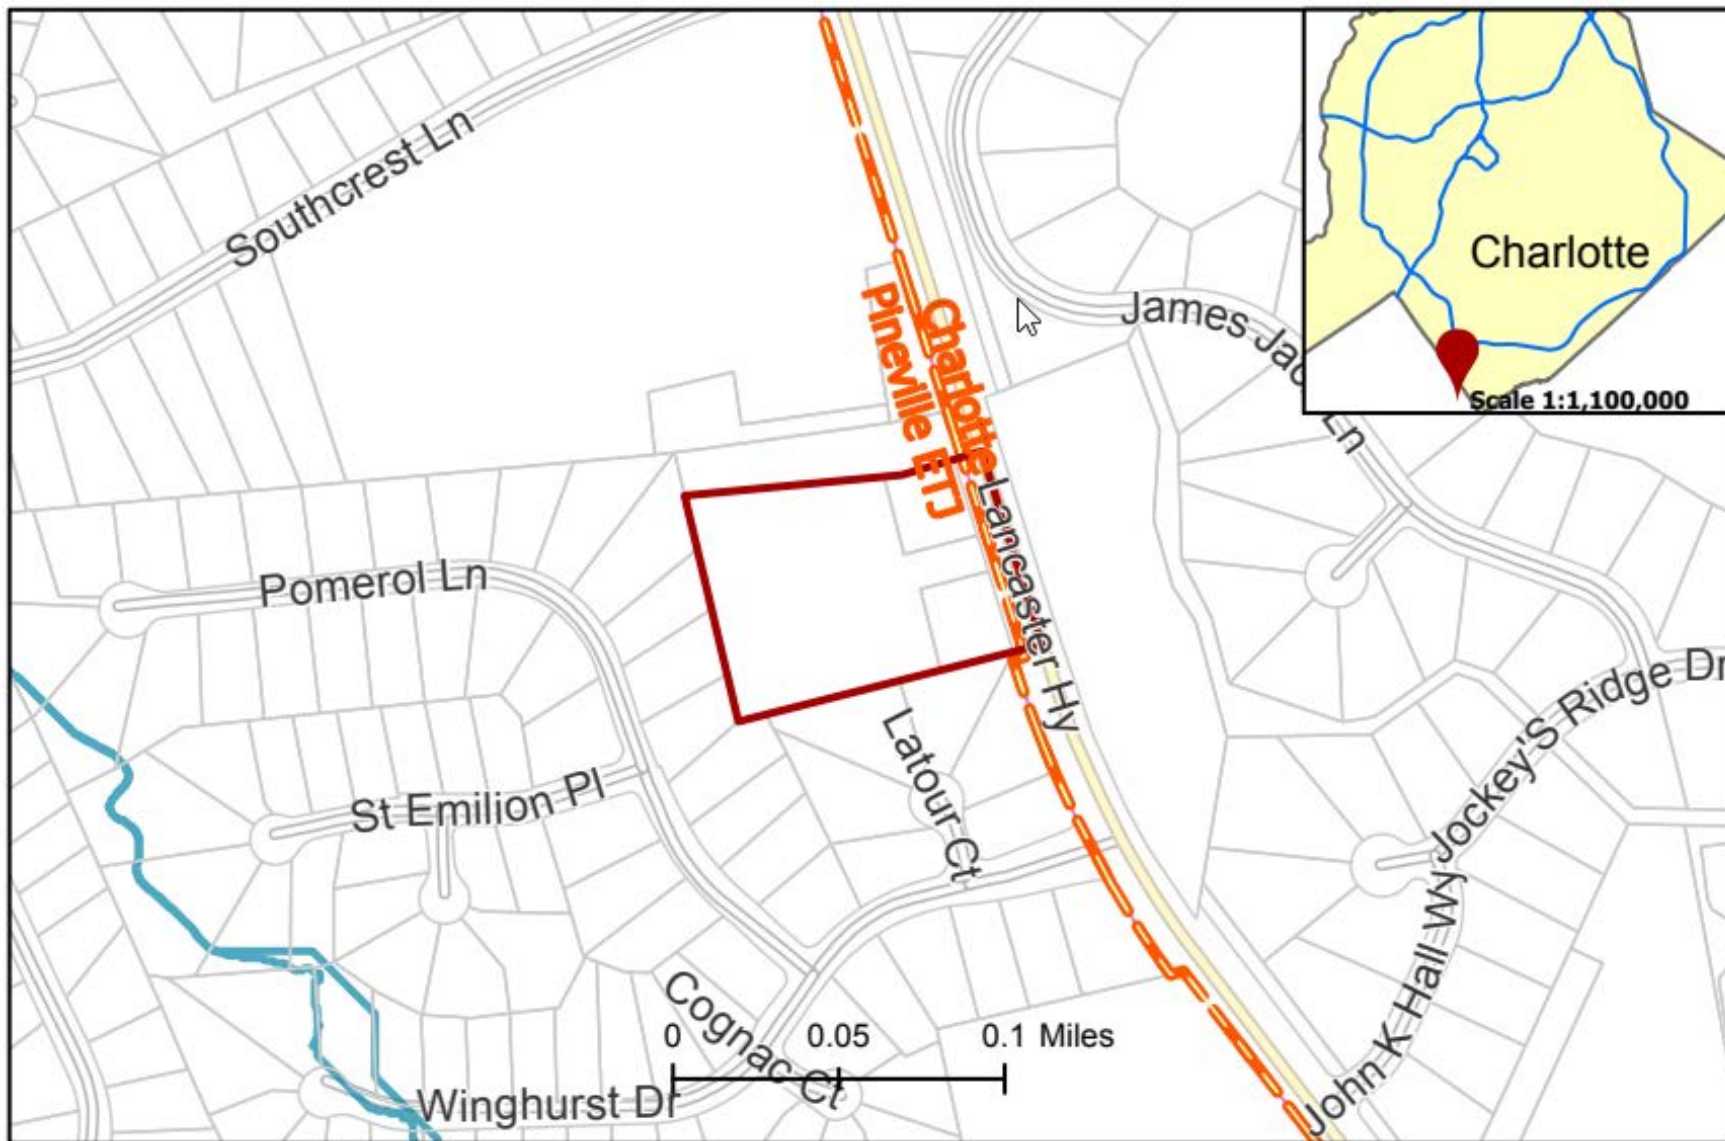 Southcrest Ln
Charlotte
Scale 1:1,100,000
James Jac
Ln
Charlotte
Pineville ETJ
Lancaster Hy
Pomerol Ln
Jockey'S Ridge Dr
St Emilion Pl
Latour Ct
John K Hall Wy
Cognac Ct
0 0.05 0.1 Miles
Winghurst Dr